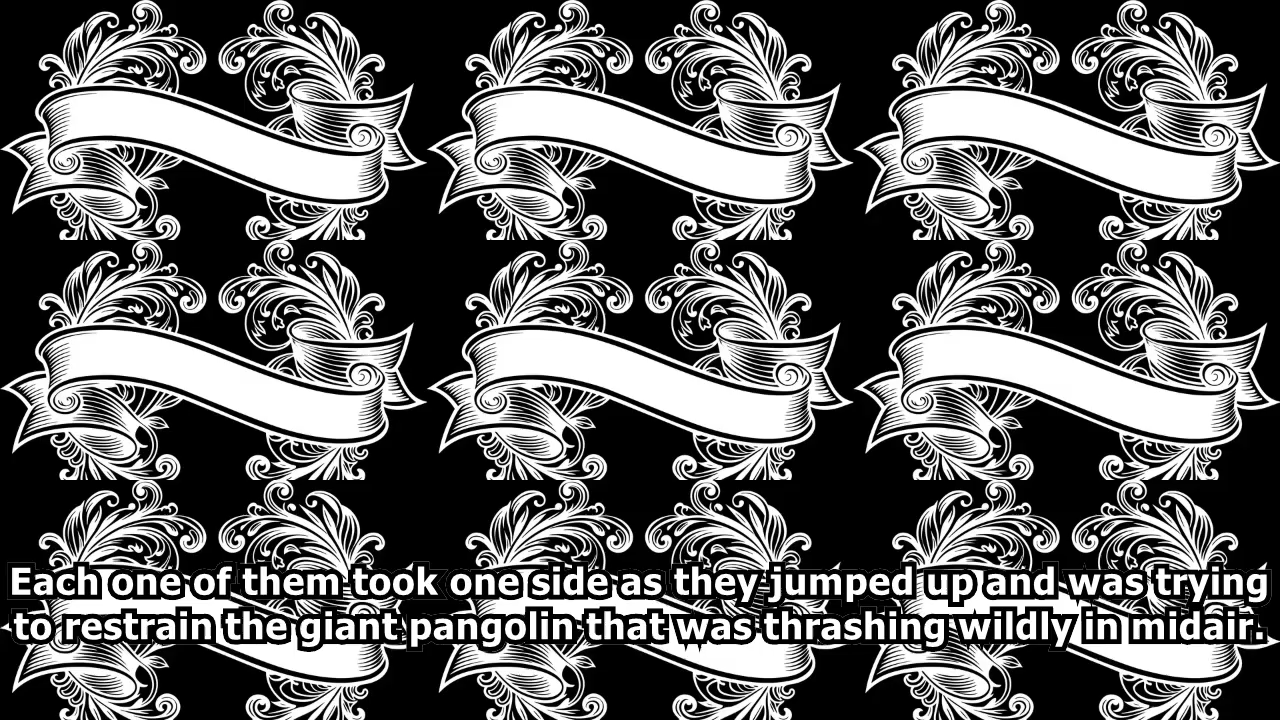 Each one of them took one side as they jumped up and was trying
to restrain the giant pangolin that was thrashing wildly in midair.